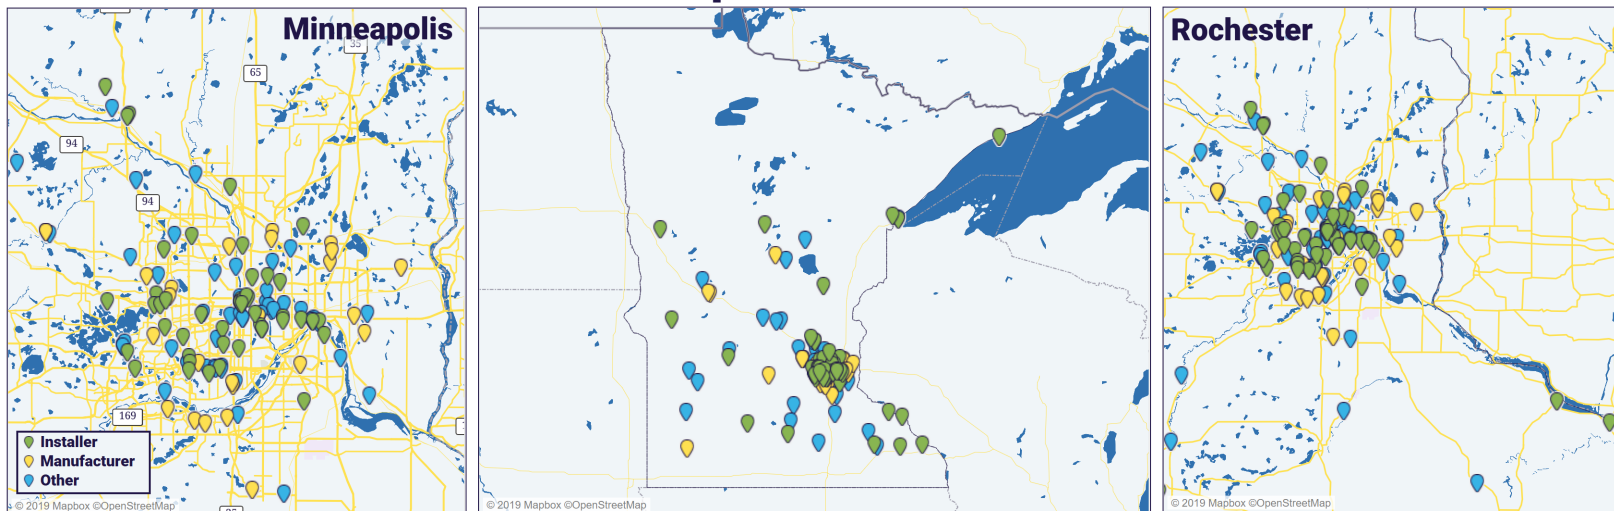 Minneapolis
35
65
94
94
169
Installer
Manufacturer
Other
© 2019 Mapbox ©OpenStreetMap
© 2019 Mapbox ©OpenStreetMap
Rochester
© 2019 Mapbox ©OpenStreetMap